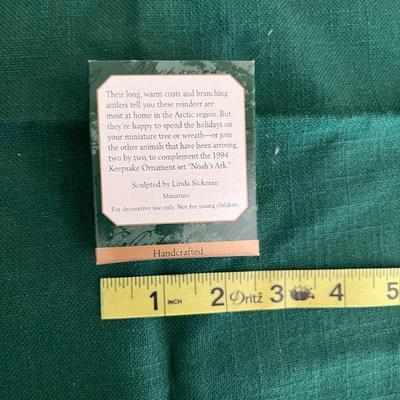 Their long, warm coats and branching
antlers tell you these reindeer are
most at home in the Arctic region. But
they're happy to spend the holidays on
your miniature tree or wreath—or join
the other animals that have been arriving,
two by two, to complement the 1994
Keepsake Ornament set "Noah's Ark."
Sculpted by Linda Sickman
Miniature
For decorative use only. Not for young children.
Handcrafted
1 INCH 2 Dritz 3 4 5